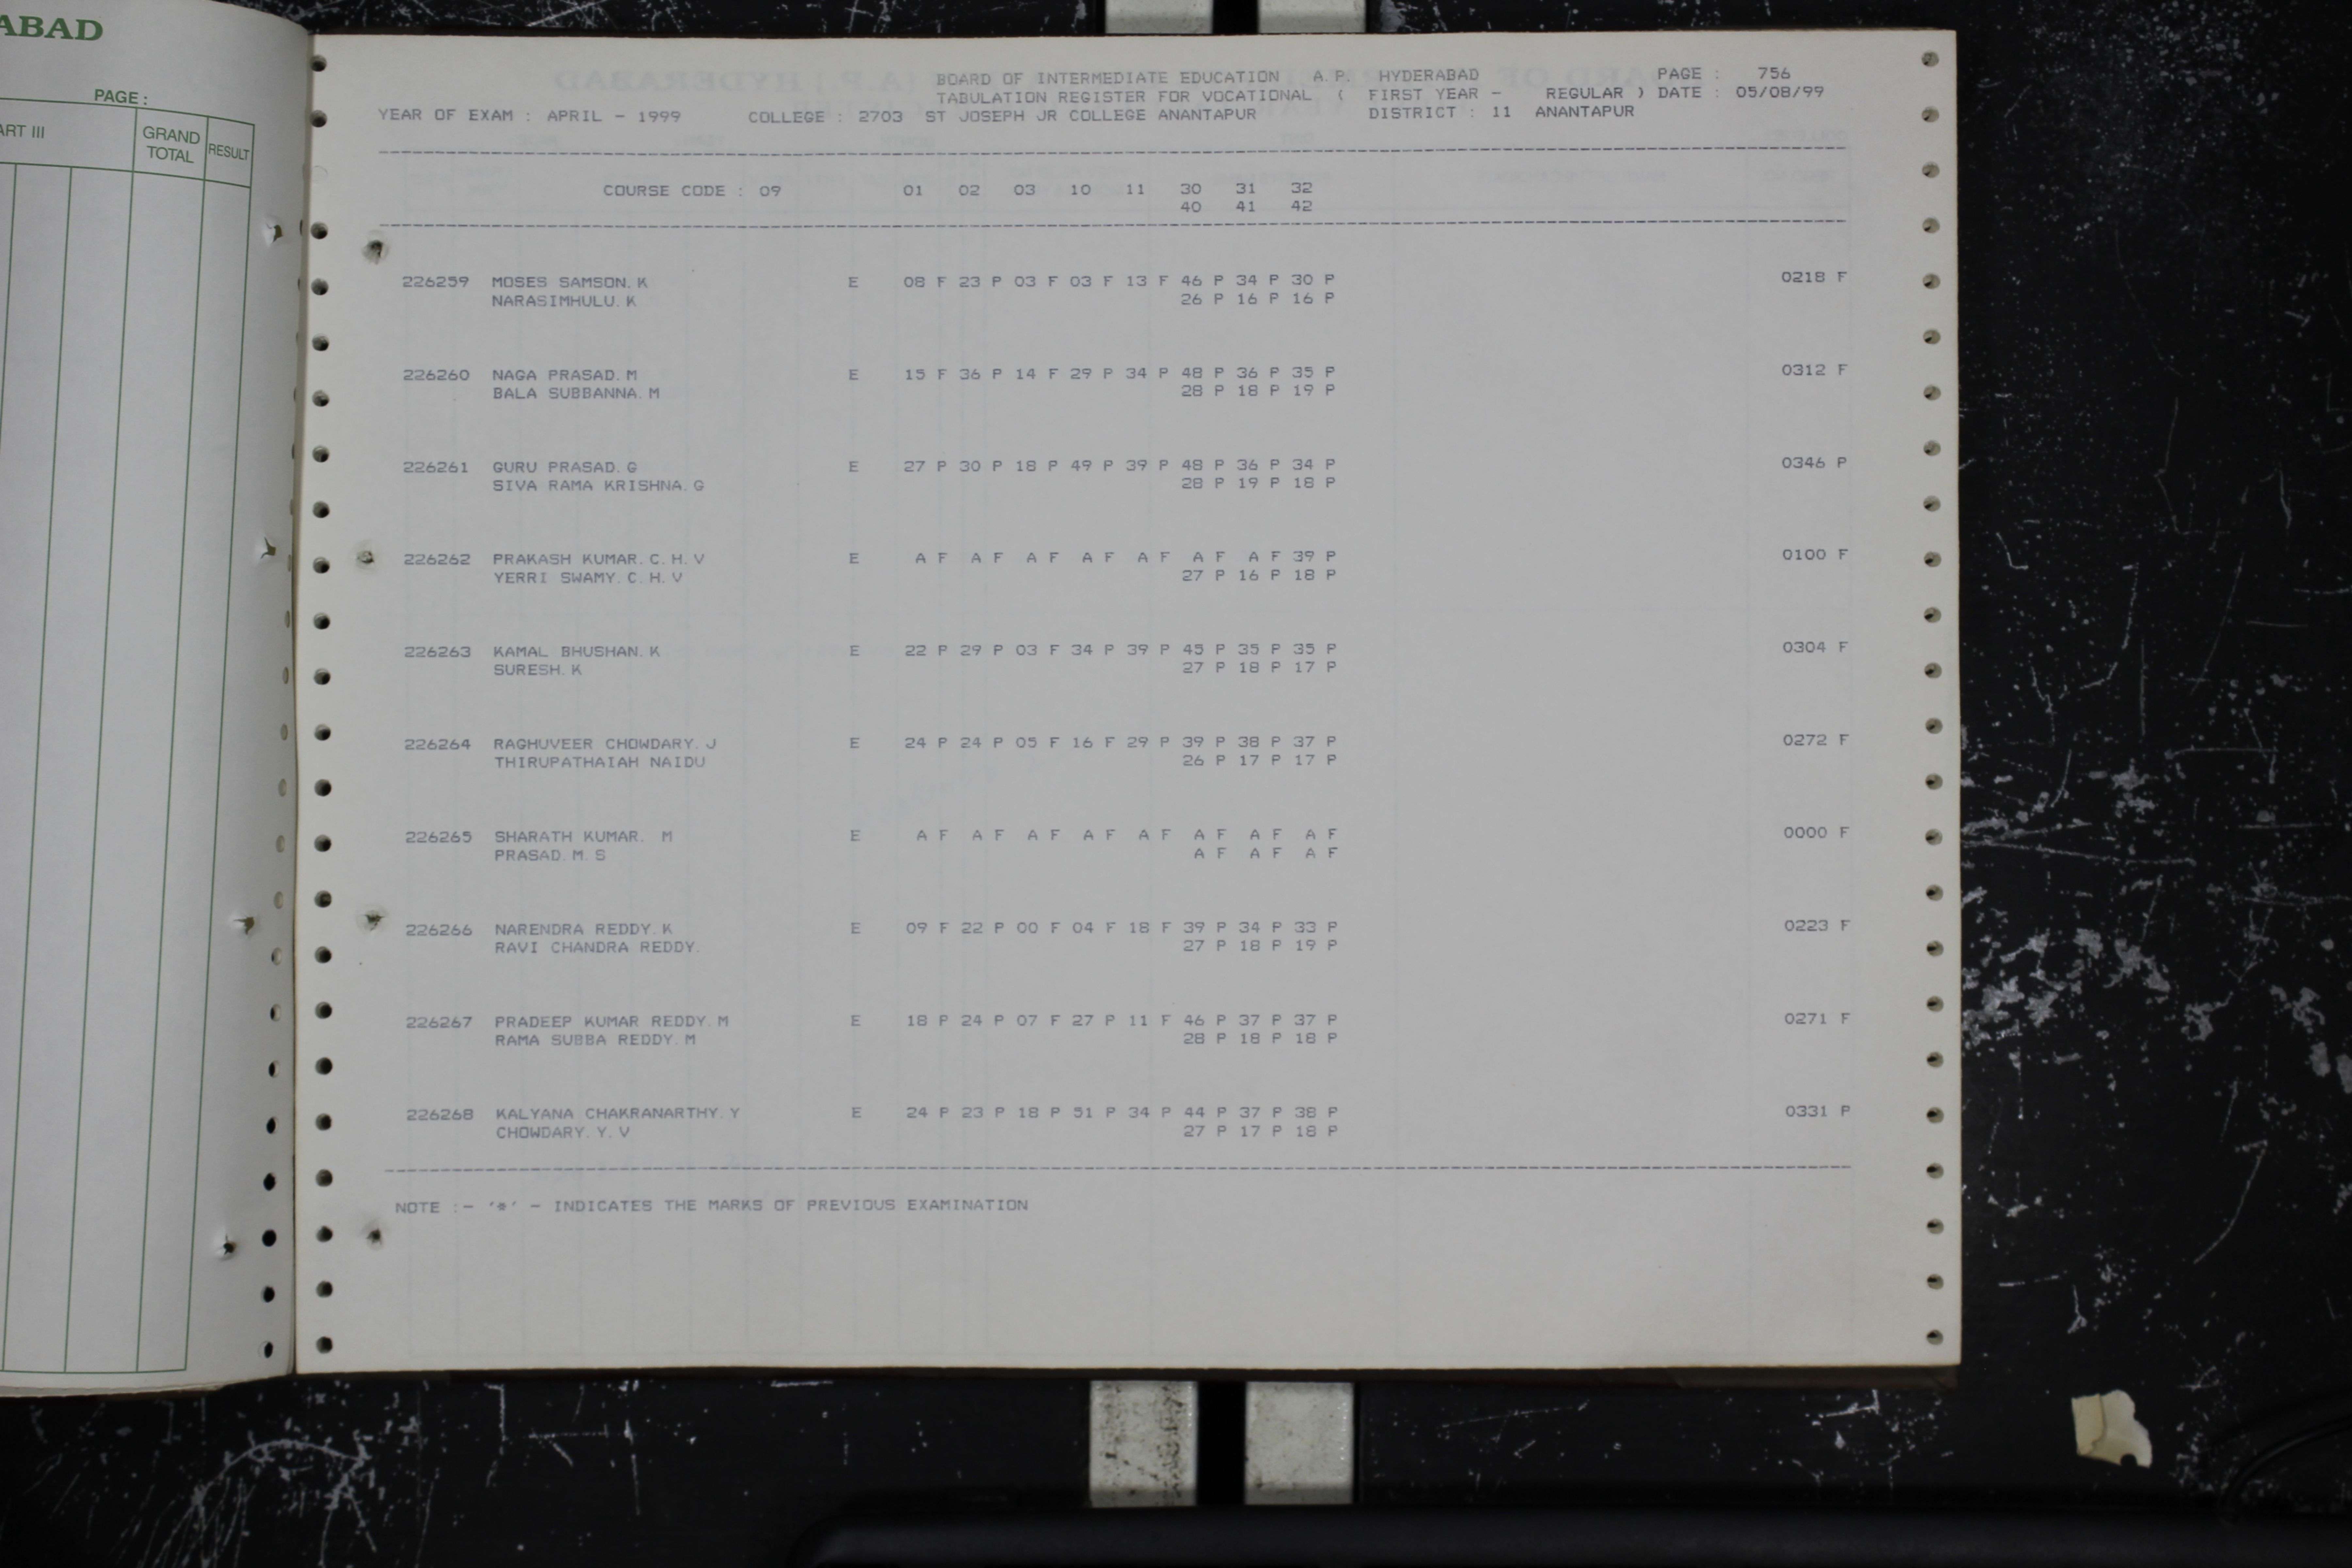 ABAD
PAGE :
ART III
GRAND TOTAL
RESULT
BOARD OF INTERMEDIATE EDUCATION A.P. HYDERABAD PAGE : 756
TABULATION REGISTER FOR VOCATIONAL ( FIRST YEAR - REGULAR ) DATE : 05/08/99
YEAR OF EXAM : APRIL - 1999 COLLEGE : 2703 ST JOSEPH JR COLLEGE ANANTAPUR DISTRICT : 11 ANANTAPUR
COURSE CODE : 09 01 02 03 10 11 30 31 32
40 41 42
226259 MOSES SAMSON.K E 08 F 23 P 03 F 03 F 13 F 46 P 34 P 30 P 0218 F
NARASIMHULU.K 26 P 16 P 16 P
226260 NAGA PRASAD.M E 15 F 36 P 14 F 29 P 34 P 48 P 36 P 35 P 0312 F
BALA SUBBANNA.M 28 P 18 P 19 P
226261 GURU PRASAD.G E 27 P 30 P 18 P 49 P 39 P 48 P 36 P 34 P 0346 P
SIVA RAMA KRISHNA.G 28 P 19 P 18 P
226262 PRAKASH KUMAR.C.H.V E A F A F A F A F A F A F A F 39 P 0100 F
YERRI SWAMY.C.H.V 27 P 16 P 18 P
226263 KAMAL BHUSHAN.K E 22 P 29 P 03 F 34 P 39 P 45 P 35 P 35 P 0304 F
SURESH.K 27 P 18 P 17 P
226264 RAGHUVEER CHOWDARY.J E 24 P 24 P 05 F 16 F 29 P 39 P 38 P 37 P 0272 F
THIRUPATHAIAH NAIDU 26 P 17 P 17 P
226265 SHARATH KUMAR. M E A F A F A F A F A F A F A F A F 0000 F
PRASAD.M.S A F A F A F
226266 NARENDRA REDDY.K E 09 F 22 P 00 F 04 F 18 F 39 P 34 P 33 P 0223 F
RAVI CHANDRA REDDY. 27 P 18 P 19 P
226267 PRADEEP KUMAR REDDY.M E 18 P 24 P 07 F 27 P 11 F 46 P 37 P 37 P 0271 F
RAMA SUBBA REDDY.M 28 P 18 P 18 P
226268 KALYANA CHAKRANARTHY.Y E 24 P 23 P 18 P 51 P 34 P 44 P 37 P 38 P 0331 P
CHOWDARY.Y.V 27 P 17 P 18 P
NOTE :- '*' - INDICATES THE MARKS OF PREVIOUS EXAMINATION